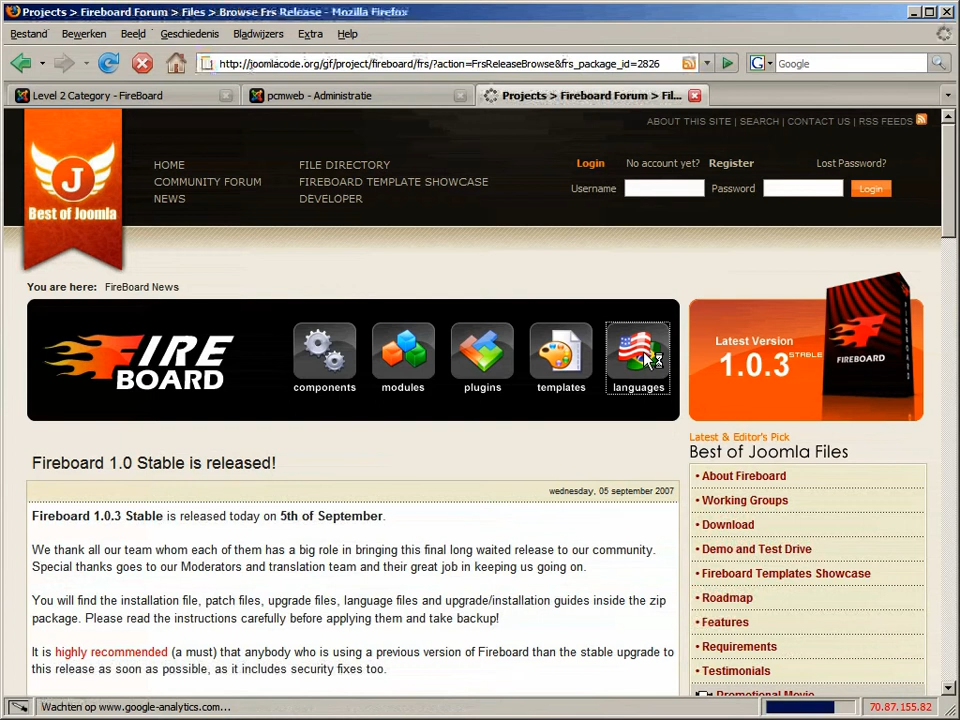 Projects > Fireboard Forum > Files > Browse Frs Release - Mozilla Firefox
Bestand Bewerken Beeld Geschiedenis Bladwijzers Extra Help
http://joomlacode.org/gf/project/fireboard/frs/?action=FrsReleaseBrowse&frs_package_id=2826
Google
Level 2 Category - FireBoard
pcmweb - Administratie
Projects > Fireboard Forum > Fil...
ABOUT THIS SITE | SEARCH | CONTACT US | RSS FEEDS
J
Best of Joomla
HOME
FILE DIRECTORY
COMMUNITY FORUM
FIREBOARD TEMPLATE SHOWCASE
NEWS
DEVELOPER
Login No account yet? Register Lost Password?
Username Password Login
You are here: FireBoard News
FIRE BOARD
components
modules
plugins
templates
languages
Latest Version
1.0.3 STABLE
FIREBOARD
Latest & Editor's Pick
Best of Joomla Files
• About Fireboard
• Working Groups
• Download
• Demo and Test Drive
• Fireboard Templates Showcase
• Roadmap
• Features
• Requirements
• Testimonials
Promotional Movie
Fireboard 1.0 Stable is released!
wednesday, 05 september 2007
Fireboard 1.0.3 Stable is released today on 5th of September.
We thank all our team whom each of them has a big role in bringing this final long waited release to our community.
Special thanks goes to our Moderators and translation team and their great job in keeping us going on.
You will find the installation file, patch files, upgrade files, language files and upgrade/installation guides inside the zip
package. Please read the instructions carefully before applying them and take backup!
It is highly recommended (a must) that anybody who is using a previous version of Fireboard than the stable upgrade to
this release as soon as possible, as it includes security fixes too.
Wachten op www.google-analytics.com...
70.87.155.82